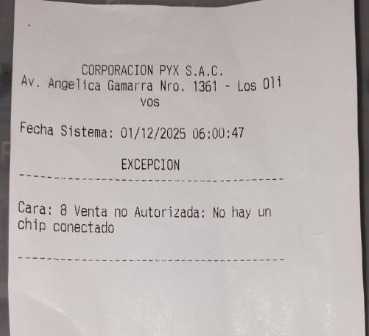 CORPORACION PYX S.A.C.
Av. Angelica Gamarra Nro. 1361 - Los Oli
vos
Fecha Sistema: 01/12/2025 06:00:47
EXCEPCION
--------------------------------------
Cara: 8 Venta no Autorizada: No hay un
chip conectado
--------------------------------------